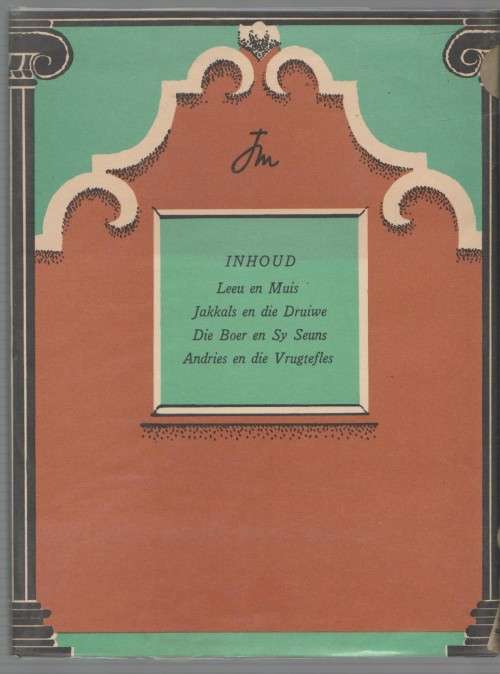 Jm
INHOUD
Leeu en Muis
Jakkals en die Druiwe
Die Boer en Sy Seuns
Andries en die Vrugtefles